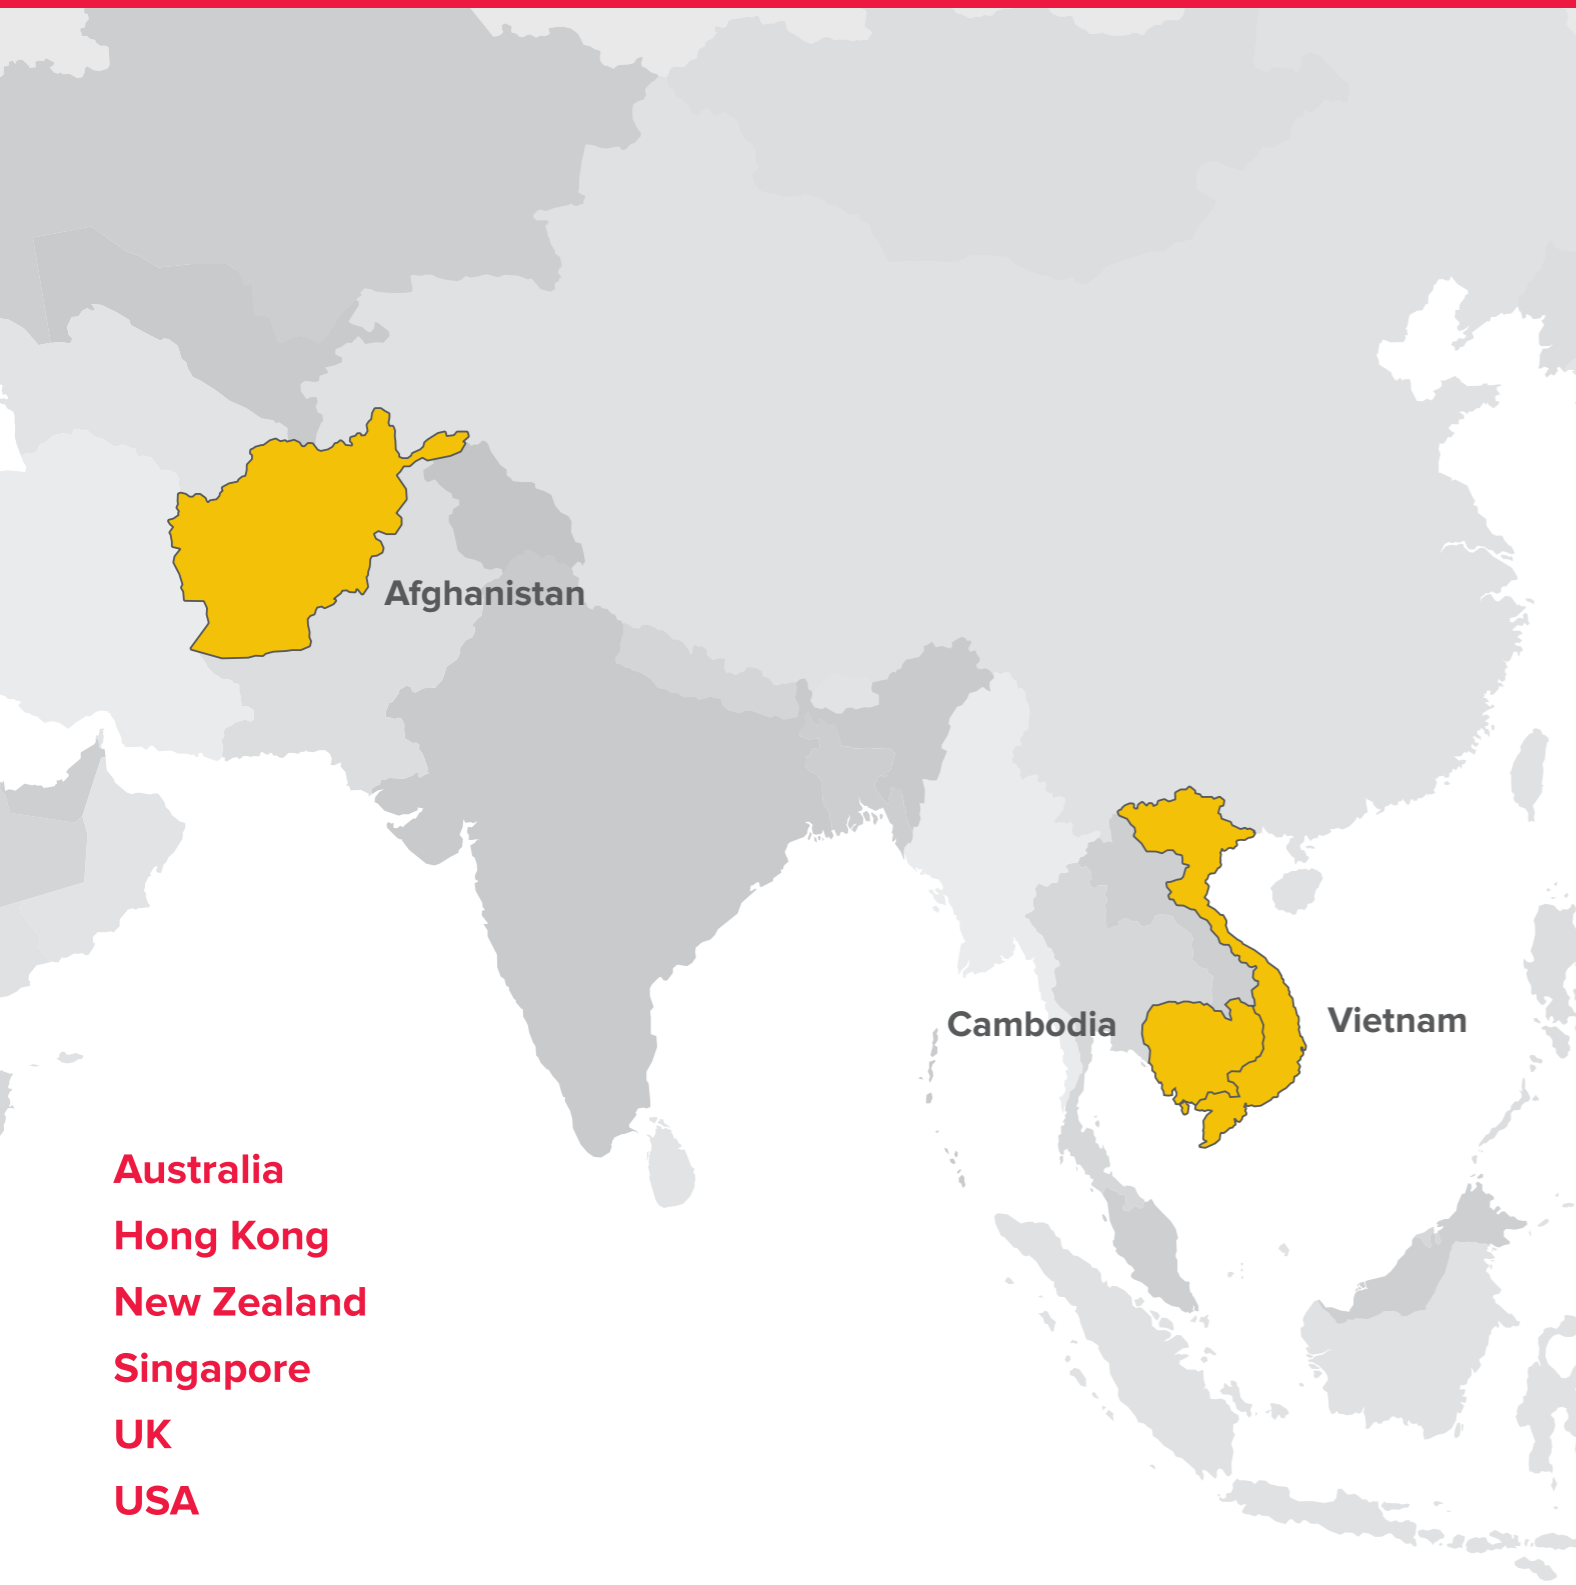 Afghanistan
Cambodia
Vietnam
Australia
Hong Kong
New Zealand
Singapore
UK
USA